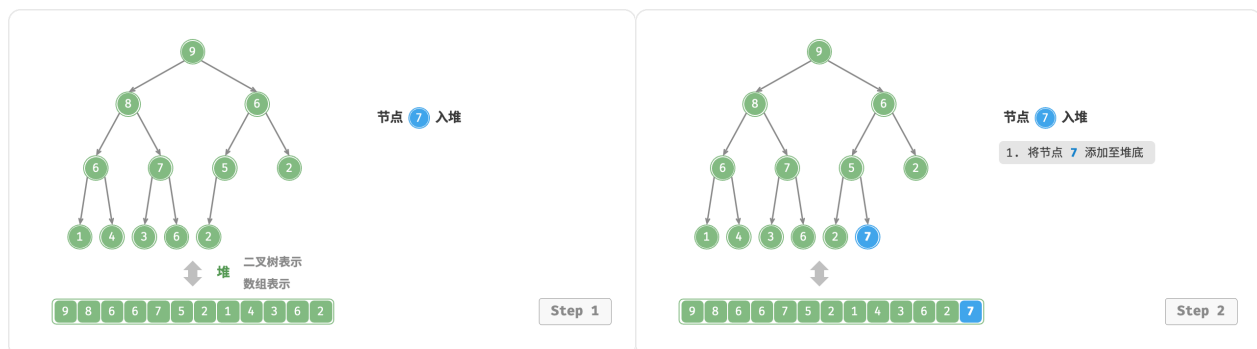 9
8 6
节点 7 入堆
6 7 5 2
1 4 3 6 2
堆 二叉树表示
数组表示
9 8 6 6 7 5 2 1 4 3 6 2
Step 1
9
8 6
节点 7 入堆
1. 将节点 7 添加至堆底
6 7 5 2
1 4 3 6 2 7
9 8 6 6 7 5 2 1 4 3 6 2 7
Step 2